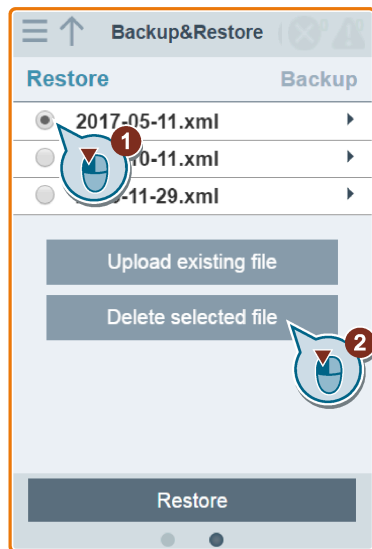 Backup&Restore
Restore Backup
2017-05-11.xml
1
10-11.xml
-11-29.xml
Upload existing file
Delete selected file
2
Restore